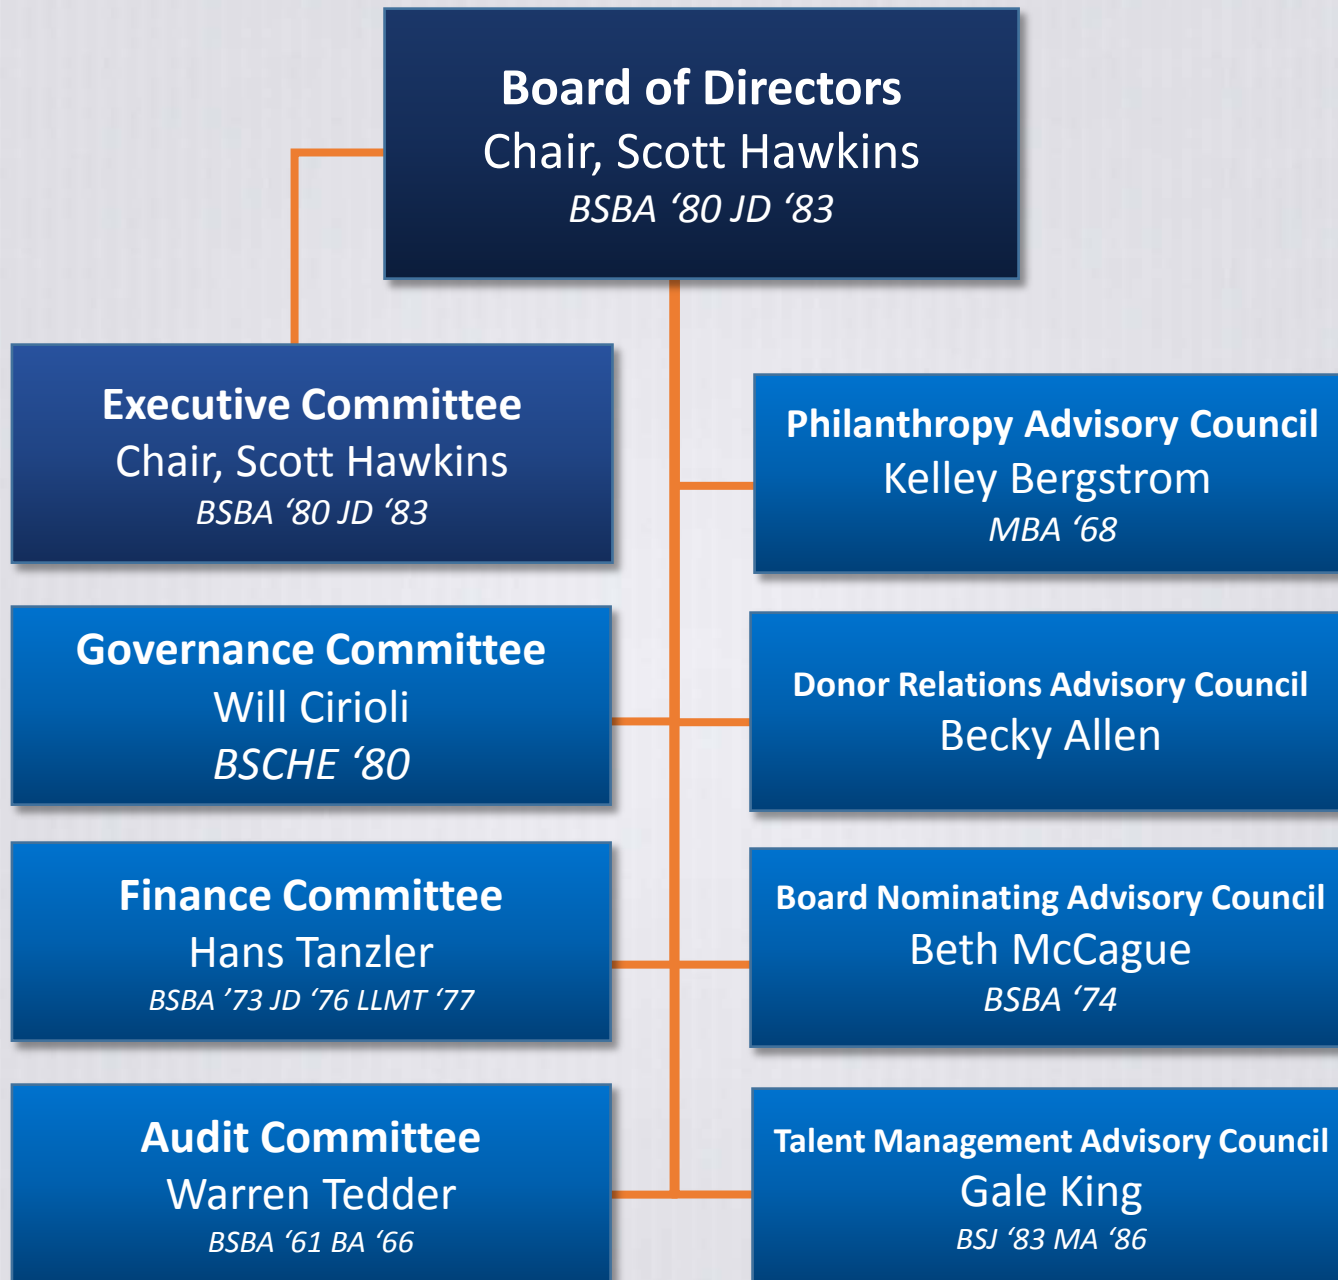 Board of Directors
Chair, Scott Hawkins
BSBA ‘80 JD ‘83
Executive Committee
Chair, Scott Hawkins
BSBA ‘80 JD ‘83
Philanthropy Advisory Council
Kelley Bergstrom
MBA ‘68
Governance Committee
Will Cirioli
BSCHE ‘80
Donor Relations Advisory Council
Becky Allen
Finance Committee
Hans Tanzler
BSBA ’73 JD ‘76 LLMT ‘77
Board Nominating Advisory Council
Beth McCague
BSBA ‘74
Audit Committee
Warren Tedder
BSBA ‘61 BA ‘66
Talent Management Advisory Council
Gale King
BSJ ‘83 MA ‘86